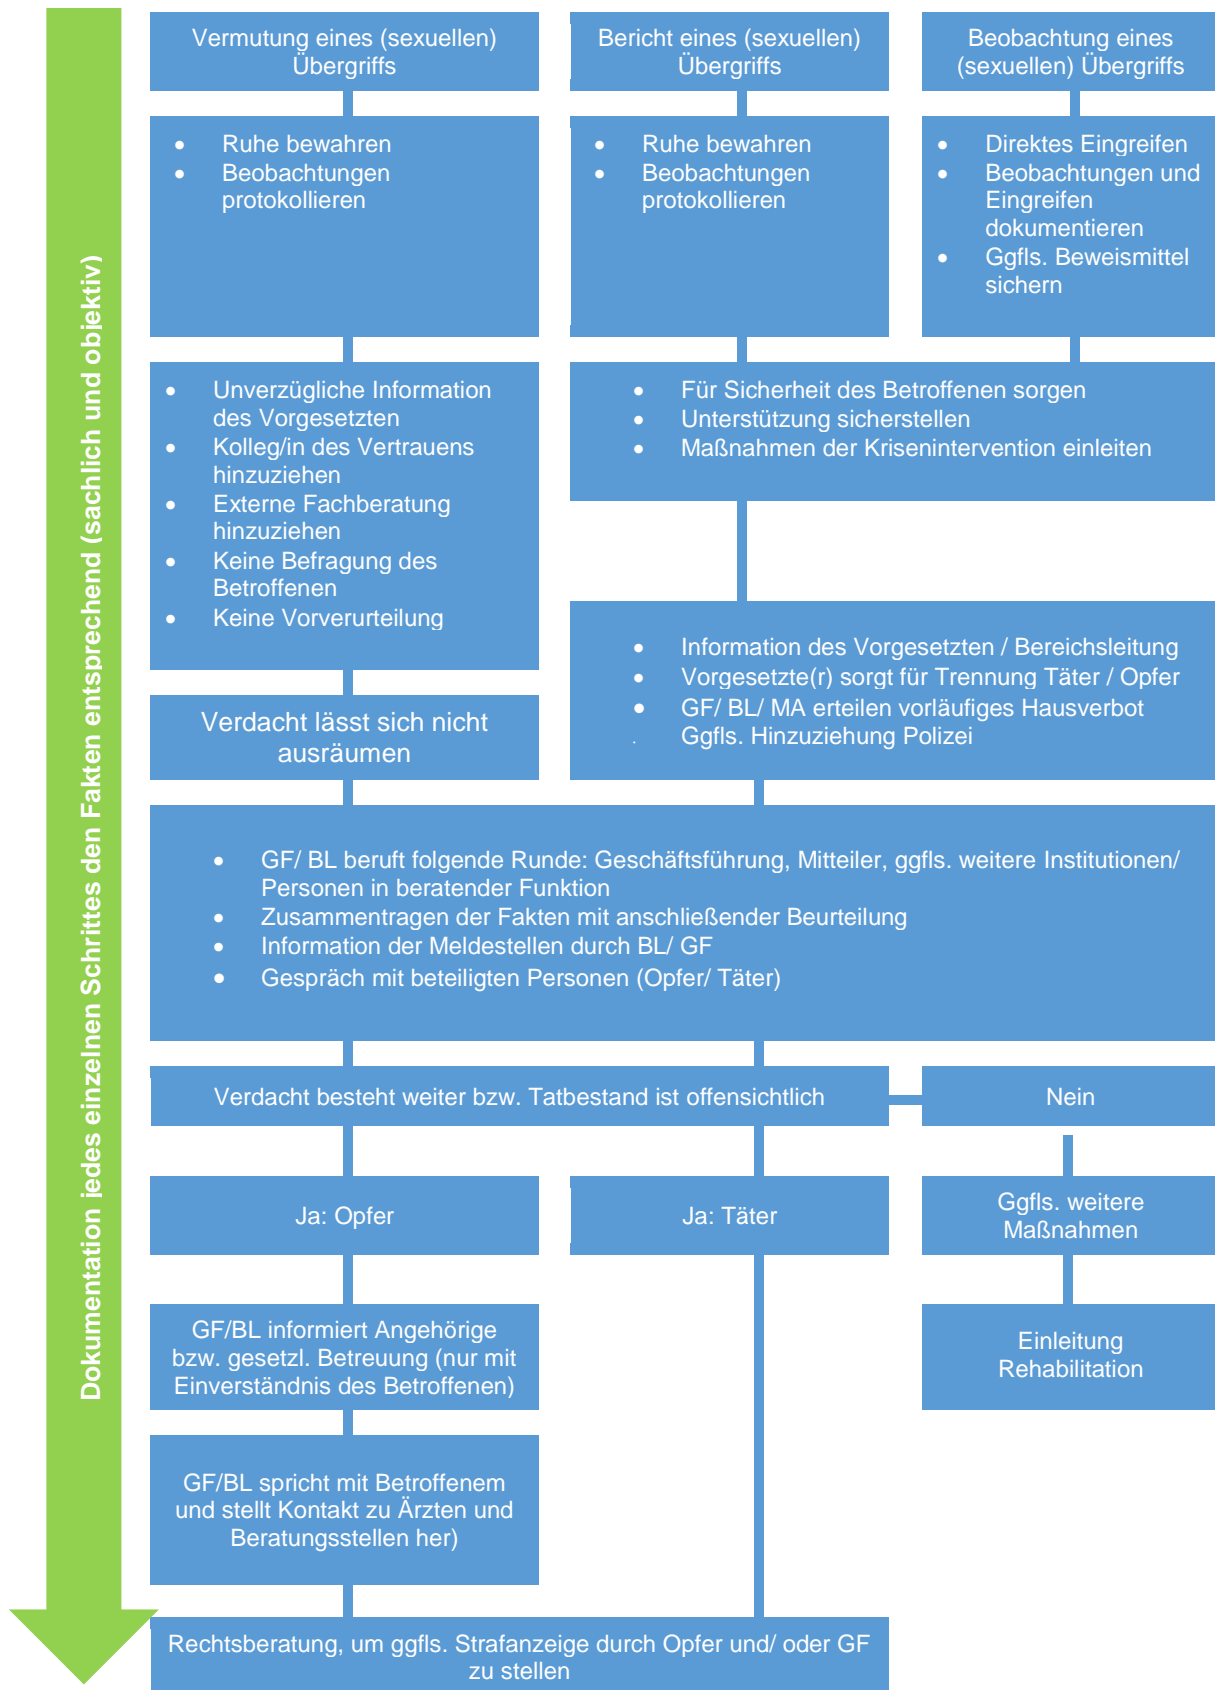 Dokumentation jedes einzelnen Schrittes den Fakten entsprechend (sachlich und objektiv)
Vermutung eines (sexuellen)
Übergriffs
Bericht eines (sexuellen)
Übergriffs
Beobachtung eines
(sexuellen) Übergriffs
• Ruhe bewahren
• Beobachtungen
protokollieren
• Ruhe bewahren
• Beobachtungen
protokollieren
• Direktes Eingreifen
• Beobachtungen und
Eingreifen
dokumentieren
• Ggfls. Beweismittel
sichern
• Unverzügliche Information
des Vorgesetzten
• Kolleg/in des Vertrauens
hinzuziehen
• Externe Fachberatung
hinzuziehen
• Keine Befragung des
Betroffenen
• Keine Vorverurteilung
• Für Sicherheit des Betroffenen sorgen
• Unterstützung sicherstellen
• Maßnahmen der Krisenintervention einleiten
• Information des Vorgesetzten / Bereichsleitung
• Vorgesetzte(r) sorgt für Trennung Täter / Opfer
• GF/ BL/ MA erteilen vorläufiges Hausverbot
. Ggfls. Hinzuziehung Polizei
Verdacht lässt sich nicht
ausräumen
• GF/ BL beruft folgende Runde: Geschäftsführung, Mitteiler, ggfls. weitere Institutionen/
Personen in beratender Funktion
• Zusammentragen der Fakten mit anschließender Beurteilung
• Information der Meldestellen durch BL/ GF
• Gespräch mit beteiligten Personen (Opfer/ Täter)
Verdacht besteht weiter bzw. Tatbestand ist offensichtlich
Nein
Ja: Opfer
Ja: Täter
Ggfls. weitere
Maßnahmen
GF/BL informiert Angehörige
bzw. gesetzl. Betreuung (nur mit
Einverständnis des Betroffenen)
Einleitung
Rehabilitation
GF/BL spricht mit Betroffenem
und stellt Kontakt zu Ärzten und
Beratungsstellen her)
Rechtsberatung, um ggfls. Strafanzeige durch Opfer und/ oder GF
zu stellen